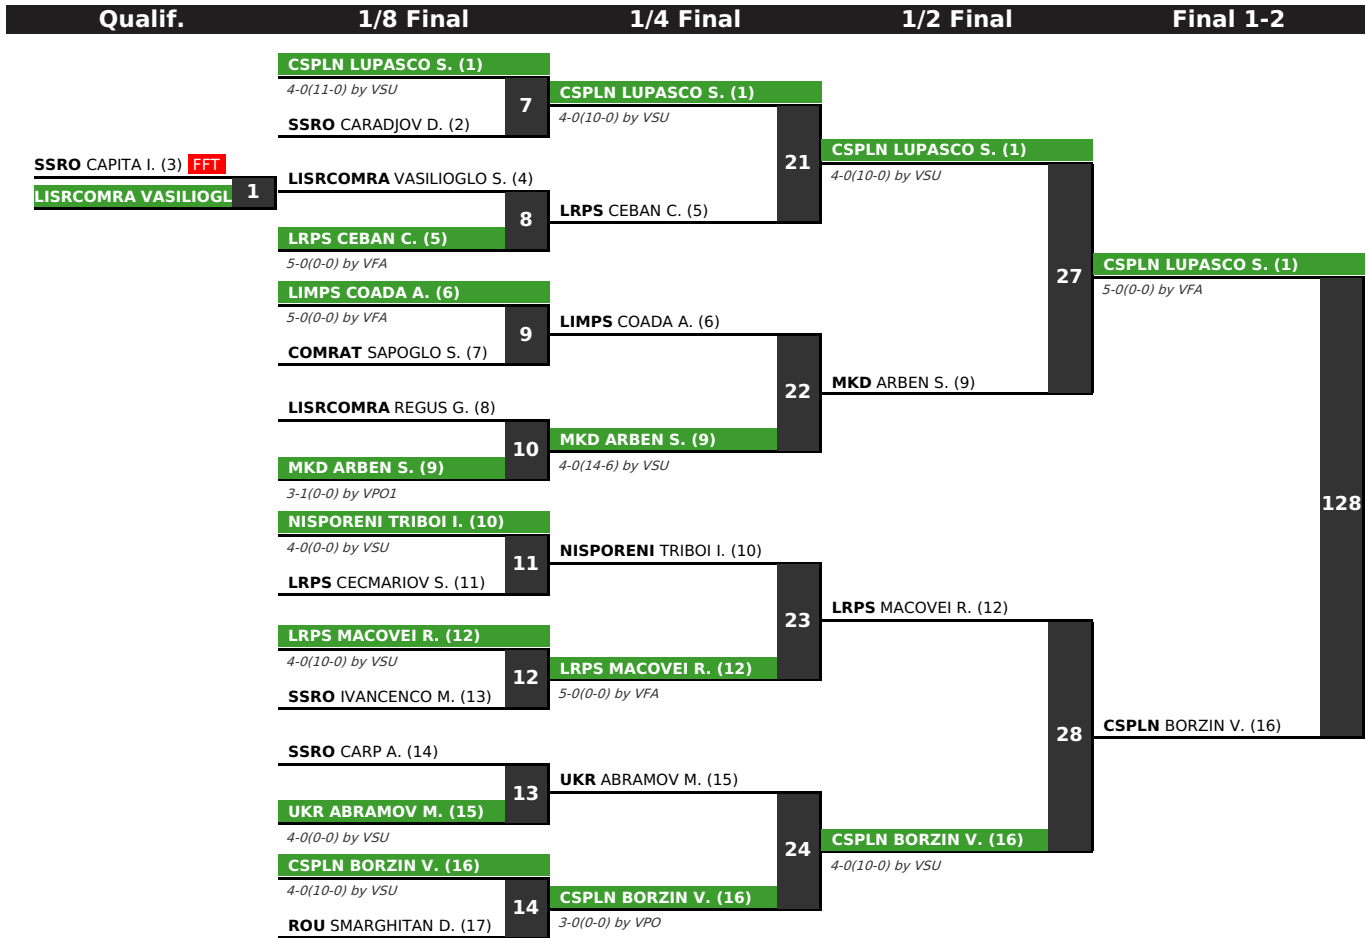 Qualif.
1/8 Final
1/4 Final
1/2 Final
Final 1-2
SSRO CAPITA I. (3) FFT
LISRCOMRA VASILIOGL
1
CSPLN LUPASCO S. (1)
4-0(11-0) by VSU
SSRO CARADJOV D. (2)
7
LISRCOMRA VASILIOGLO S. (4)
8
LRPS CEBAN C. (5)
5-0(0-0) by VFA
LIMPS COADA A. (6)
5-0(0-0) by VFA
9
COMRAT SAPOGLO S. (7)
LISRCOMRA REGUS G. (8)
10
MKD ARBEN S. (9)
3-1(0-0) by VPO1
NISPORENI TRIBOI I. (10)
4-0(0-0) by VSU
11
LRPS CECMARIOV S. (11)
LRPS MACOVEI R. (12)
4-0(10-0) by VSU
12
SSRO IVANCENCO M. (13)
SSRO CARP A. (14)
13
UKR ABRAMOV M. (15)
4-0(0-0) by VSU
CSPLN BORZIN V. (16)
4-0(10-0) by VSU
14
ROU SMARGHITAN D. (17)
CSPLN LUPASCO S. (1)
4-0(10-0) by VSU
21
LRPS CEBAN C. (5)
LIMPS COADA A. (6)
22
MKD ARBEN S. (9)
4-0(14-6) by VSU
NISPORENI TRIBOI I. (10)
23
LRPS MACOVEI R. (12)
5-0(0-0) by VFA
UKR ABRAMOV M. (15)
24
CSPLN BORZIN V. (16)
3-0(0-0) by VPO
CSPLN LUPASCO S. (1)
4-0(10-0) by VSU
27
MKD ARBEN S. (9)
LRPS MACOVEI R. (12)
28
CSPLN BORZIN V. (16)
4-0(10-0) by VSU
CSPLN LUPASCO S. (1)
5-0(0-0) by VFA
128
CSPLN BORZIN V. (16)